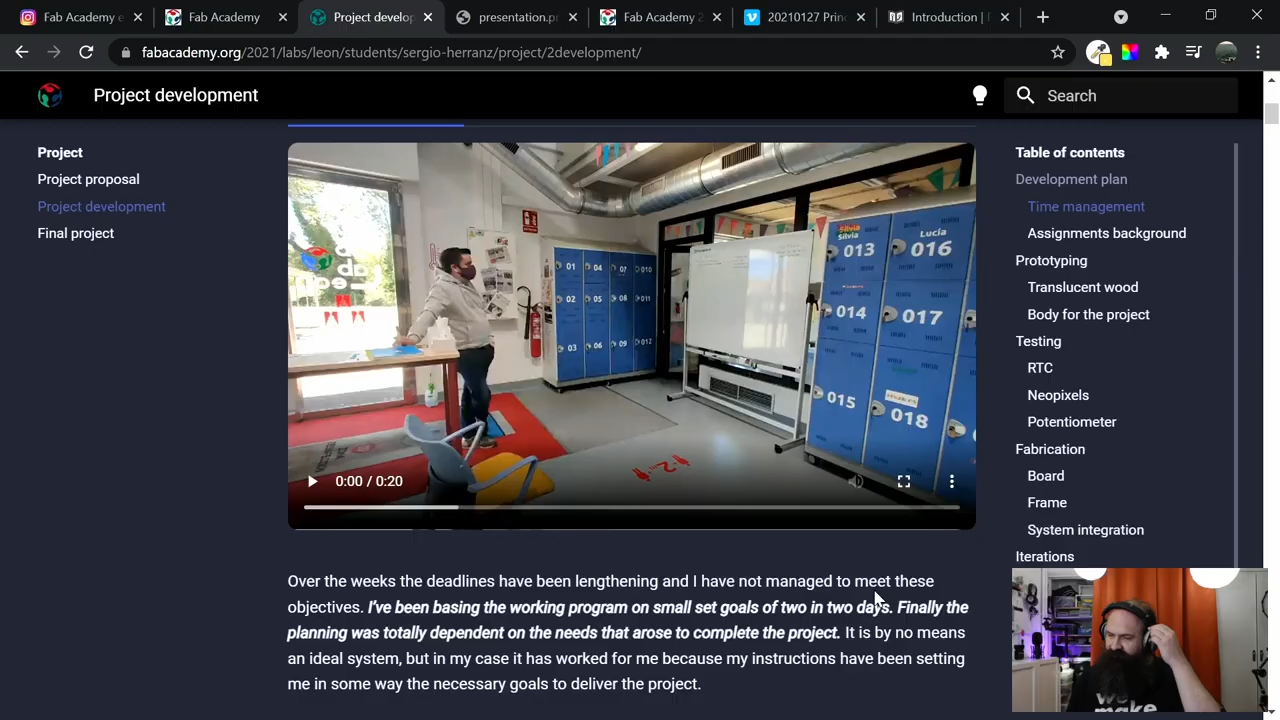 Fab Academy e
Fab Academy
Project develop
presentation.pr
Fab Academy 2
20210127 Princ
Introduction |
fabacademy.org/2021/labs/leon/students/sergio-herranz/project/2development/
Project development
Search
Project
Project proposal
Project development
Final project
Table of contents
Development plan
Time management
Assignments background
Prototyping
Translucent wood
Body for the project
Testing
RTC
Neopixels
Potentiometer
Fabrication
Board
Frame
System integration
Iterations
Silvia
Silvia
Lucía
013
016
014
017
015
018
01
04
07
010
02
05
08
011
03
06
09
012
0:00 / 0:20
Over the weeks the deadlines have been lengthening and I have not managed to meet these
objectives. I've been basing the working program on small set goals of two in two days. Finally the
planning was totally dependent on the needs that arose to complete the project. It is by no means
an ideal system, but in my case it has worked for me because my instructions have been setting
me in some way the necessary goals to deliver the project.
we
make